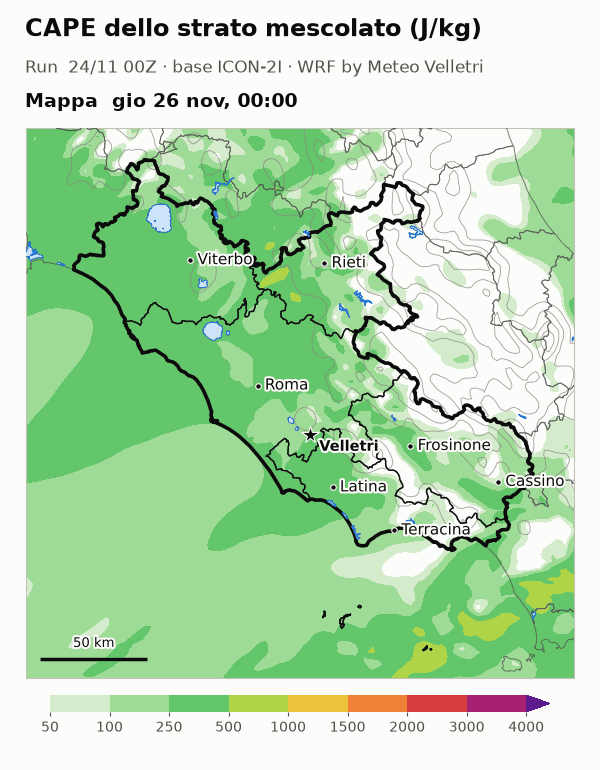 CAPE dello strato mescolato (J/kg)
Run  24/11 00Z · base ICON-2I · WRF by Meteo Velletri
Mappa  gio 26 nov, 00:00
Viterbo
Rieti
Roma
Velletri
Frosinone
Cassino
Latina
Terracina
50 km
50 100 250 500 1000 1500 2000 3000 4000